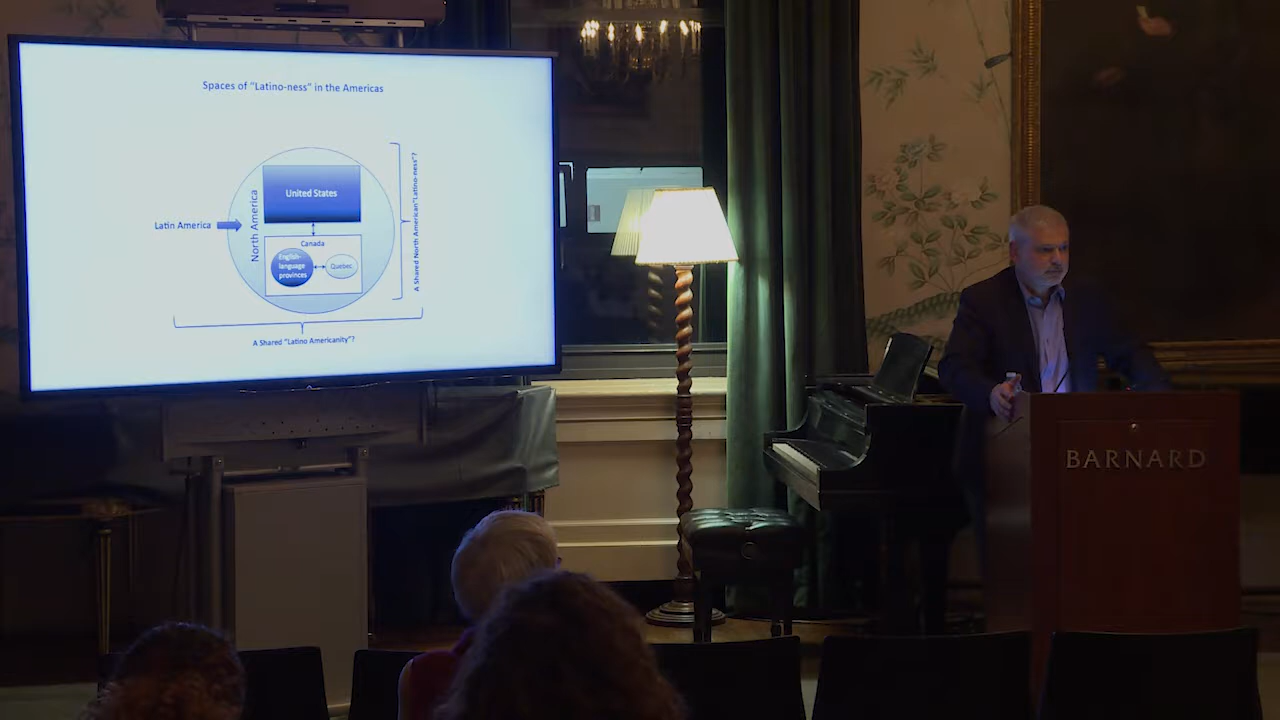 Spaces of "Latino-ness" in the Americas
United States
Latin America
North America
Canada
English-
language
provinces
Quebec
A Shared North American"Latino-ness"?
A Shared "Latino Americanity"?
BARNARD